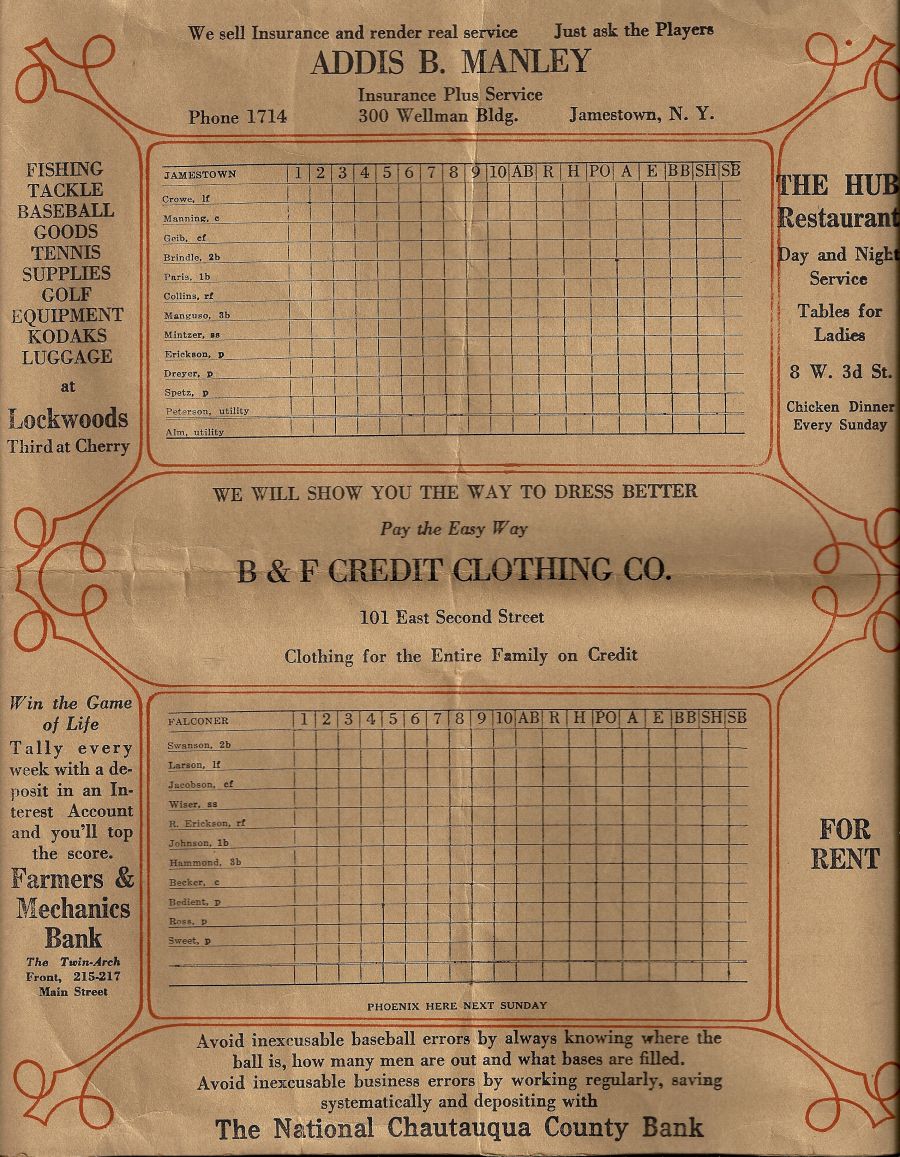 We sell Insurance and render real service Just ask the Players
ADDIS B. MANLEY
Insurance Plus Service
Phone 1714 300 Wellman Bldg. Jamestown, N. Y.
FISHING
TACKLE
BASEBALL
GOODS
TENNIS
SUPPLIES
GOLF
EQUIPMENT
KODAKS
LUGGAGE
at
Lockwoods
Third at Cherry
JAMESTOWN 1 2 3 4 5 6 7 8 9 10 AB R H PO A E BB SH SB
Crowe, lf
Manning, c
Geib, cf
Brindle, 2b
Paris, 1b
Collins, rf
Manguso, 3b
Mintzer, ss
Erickson, p
Dreyer, p
Spetz, p
Peterson, utility
Alm, utility
THE HUB
Restaurant
Day and Night
Service
Tables for
Ladies
8 W. 3d St.
Chicken Dinner
Every Sunday
WE WILL SHOW YOU THE WAY TO DRESS BETTER
Pay the Easy Way
B & F CREDIT CLOTHING CO.
101 East Second Street
Clothing for the Entire Family on Credit
Win the Game
of Life
Tally every
week with a de-
posit in an In-
terest Account
and you'll top
the score.
Farmers &
Mechanics
Bank
The Twin-Arch
Front, 215-217
Main Street
FALCONER 1 2 3 4 5 6 7 8 9 10 AB R H PO A E BB SH SB
Swanson, 2b
Larson, lf
Jacobson, cf
Wiser, ss
R. Erickson, rf
Johnson, 1b
Hammond, 3b
Becker, c
Bedient, p
Ross, p
Sweet, p
PHOENIX HERE NEXT SUNDAY
FOR
RENT
Avoid inexcusable baseball errors by always knowing where the
ball is, how many men are out and what bases are filled.
Avoid inexcusable business errors by working regularly, saving
systematically and depositing with
The National Chautauqua County Bank